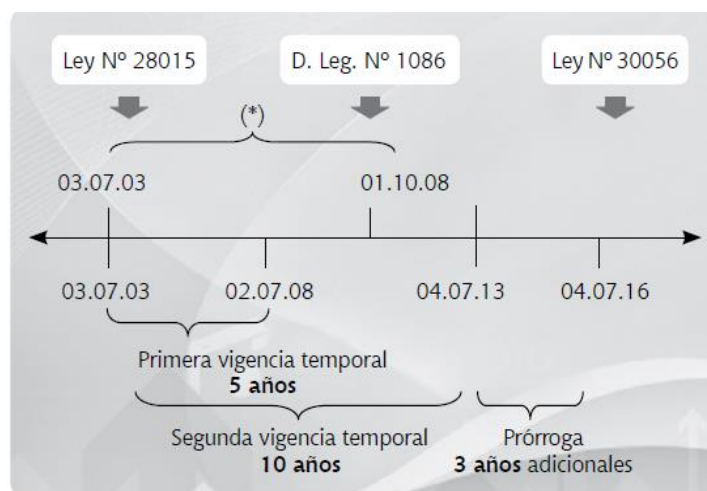 Ley Nº 28015
D. Leg. Nº 1086
Ley Nº 30056
(*)
03.07.03
01.10.08
03.07.03
02.07.08
04.07.13
04.07.16
Primera vigencia temporal
5 años
Segunda vigencia temporal
10 años
Prórroga
3 años adicionales